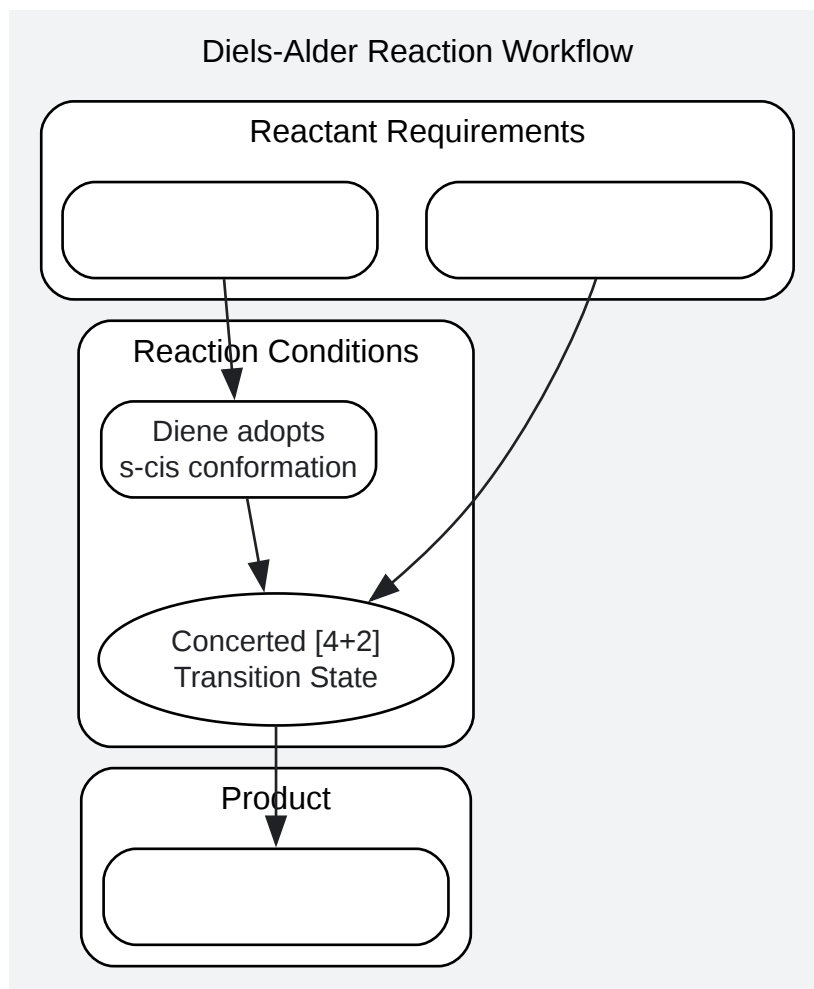 Diels-Alder Reaction Workflow
Reactant Requirements
Reaction Conditions
Diene adopts
s-cis conformation
Concerted [4+2]
Transition State
Product